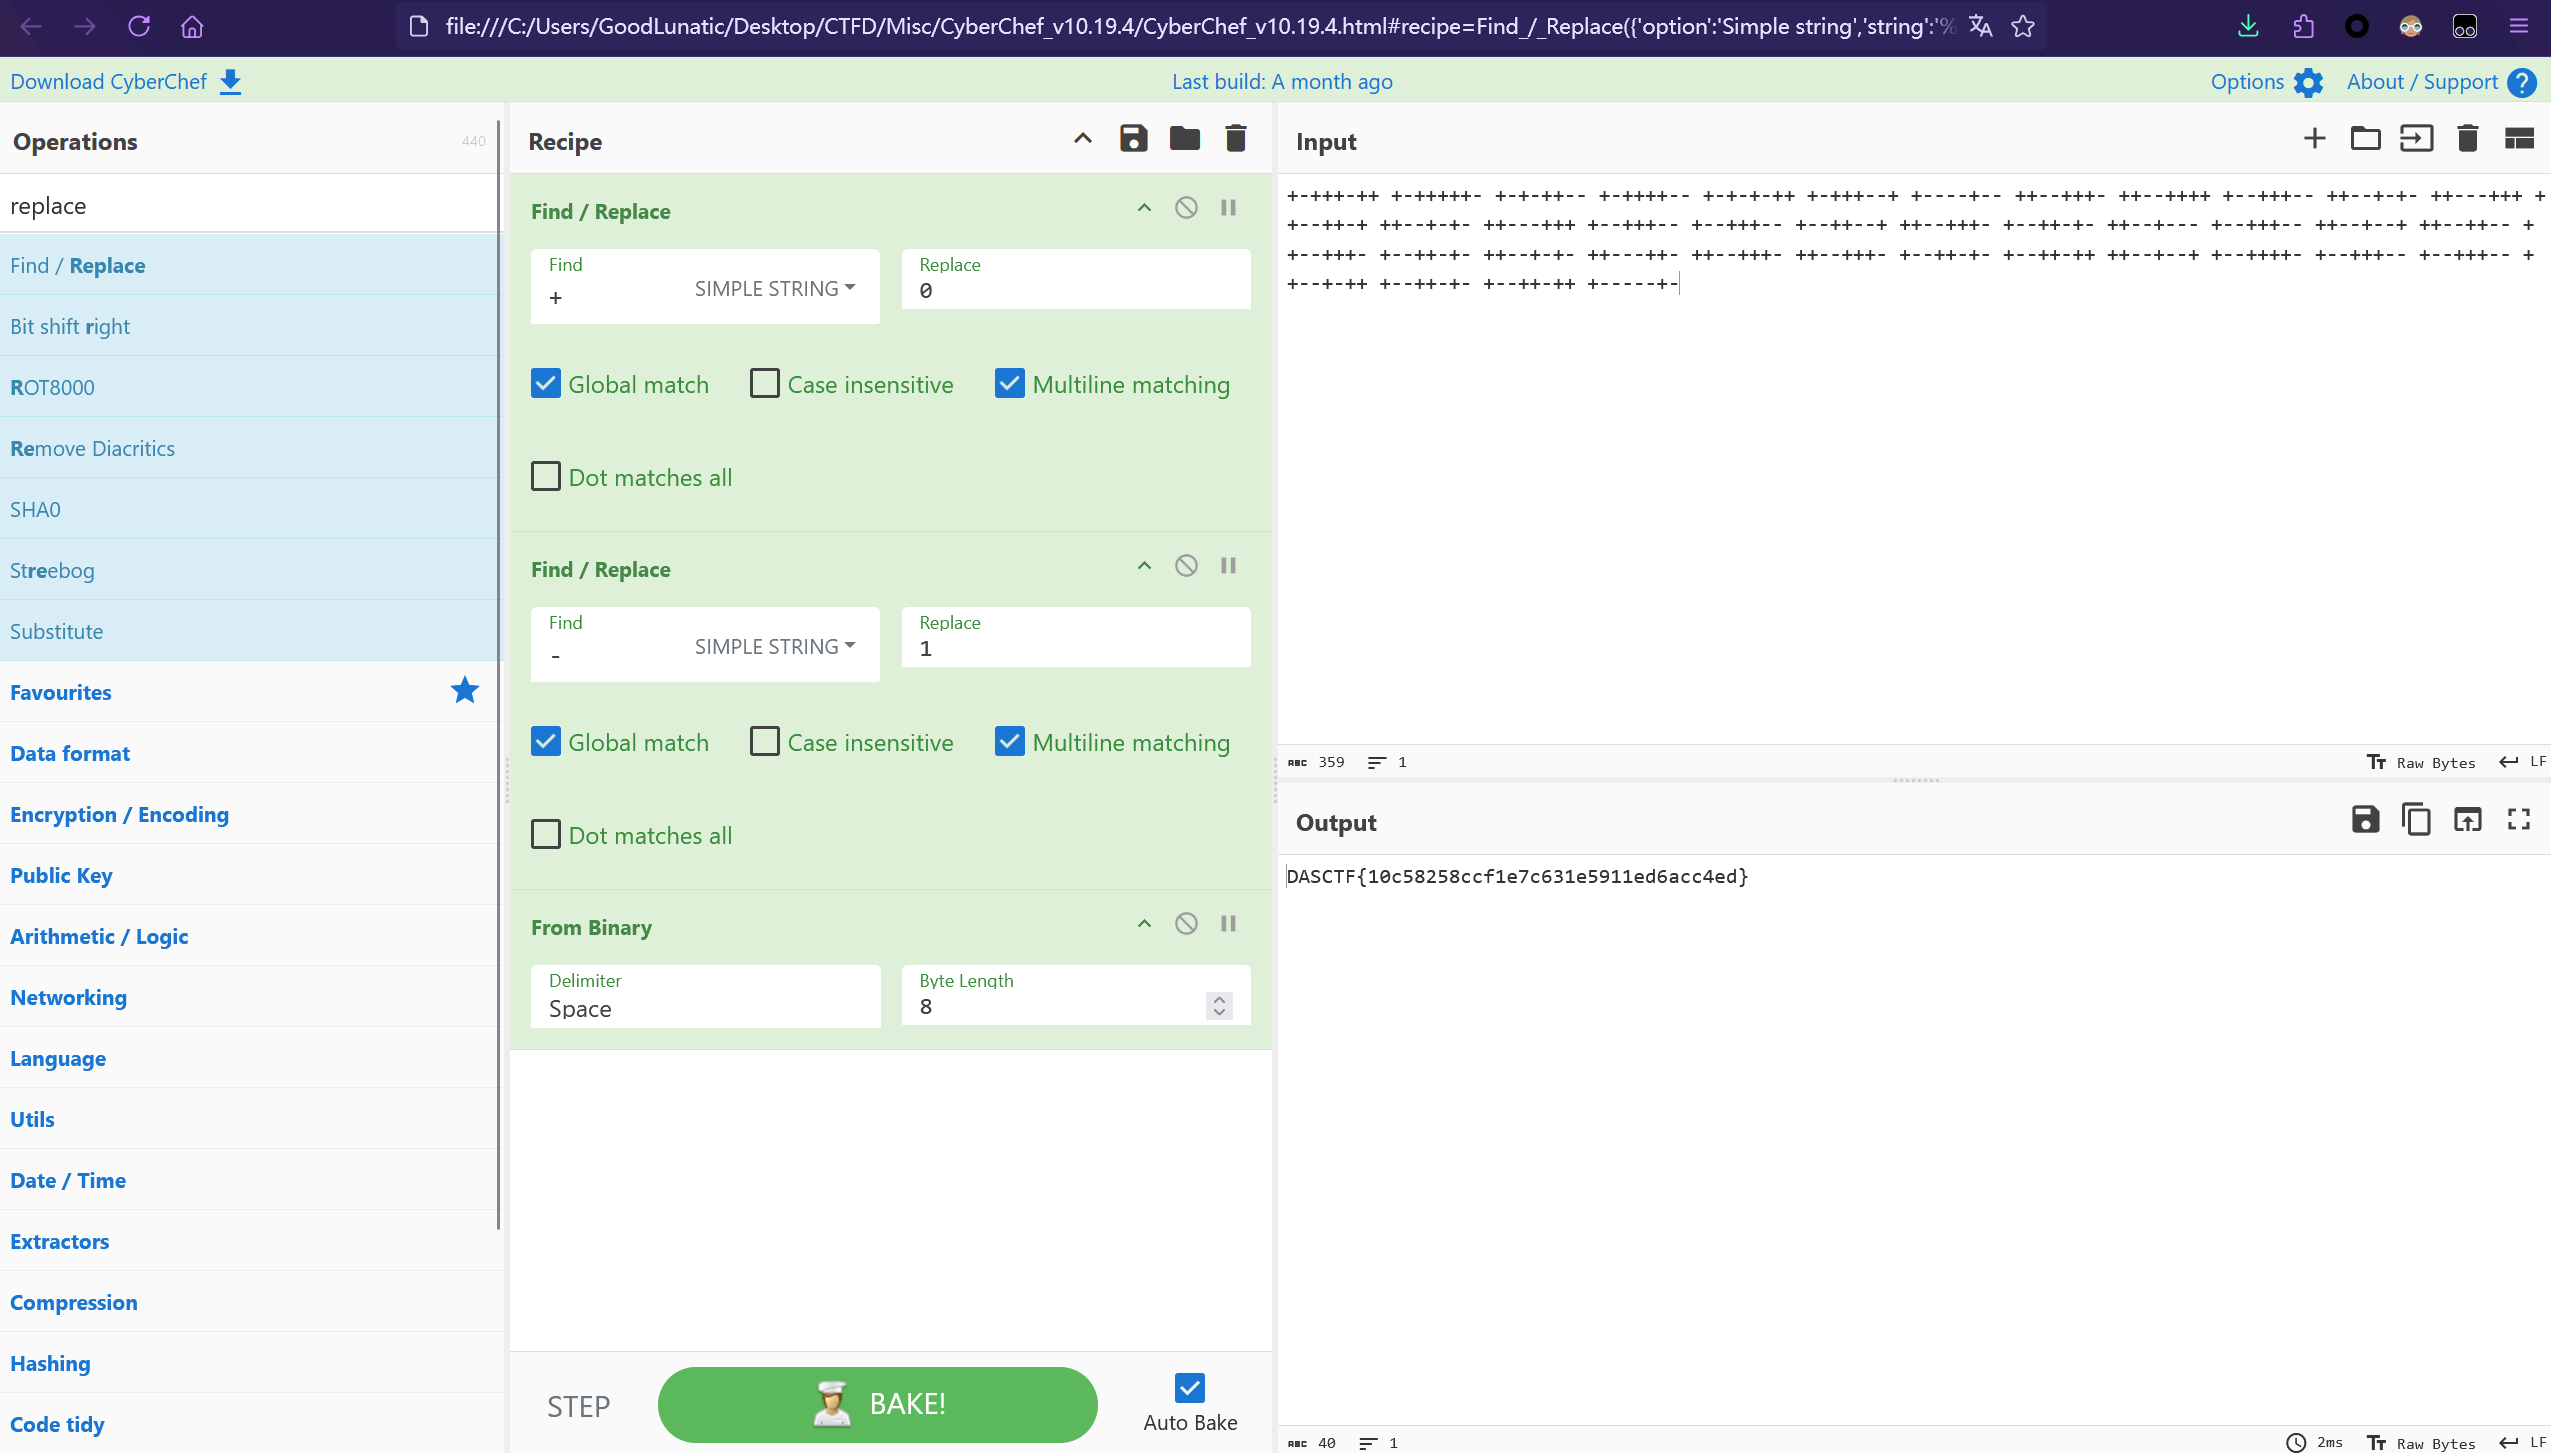 file:///C:/Users/GoodLunatic/Desktop/CTFD/Misc/CyberChef_v10.19.4/CyberChef_v10.19.4.html#recipe=Find_/_Replace({'option':'Simple string','string':'%
Download CyberChef
Last build: A month ago
Options
About / Support
Operations
440
replace
Find / Replace
Bit shift right
ROT8000
Remove Diacritics
SHA0
Streebog
Substitute
Favourites
Data format
Encryption / Encoding
Public Key
Arithmetic / Logic
Networking
Language
Utils
Date / Time
Extractors
Compression
Hashing
Code tidy
Recipe
Find / Replace
Find
+
SIMPLE STRING
Replace
0
Global match
Case insensitive
Multiline matching
Dot matches all
Find / Replace
Find
-
SIMPLE STRING
Replace
1
Global match
Case insensitive
Multiline matching
Dot matches all
From Binary
Delimiter
Space
Byte Length
8
STEP
BAKE!
Auto Bake
Input
+-+++-++ +-+++++- +-+-++-- +-++++-- +-+-+-++ +-+++--+ +----+-- ++--+++- ++--++++ +--+++-- ++--+-+- ++---+++ +
+--++-+ ++--+-+- ++---+++ +--+++-- +--+++-- +--++--+ ++--+++- +--++-+- ++--+--- +--+++-- ++--+--+ ++--++-- +
+--+++- +--++-+- ++--+-+- ++---++- ++--+++- ++--+++- +--++-+- +--++-++ ++--+--+ +--++++- +--+++-- +--+++-- +
+--+-++ +--++-+- +--++-++ +-----+-
ABC 359
1
Raw Bytes
LF
Output
DASCTF{10c58258ccf1e7c631e5911ed6acc4ed}
ABC 40
1
2ms
Raw Bytes
LF